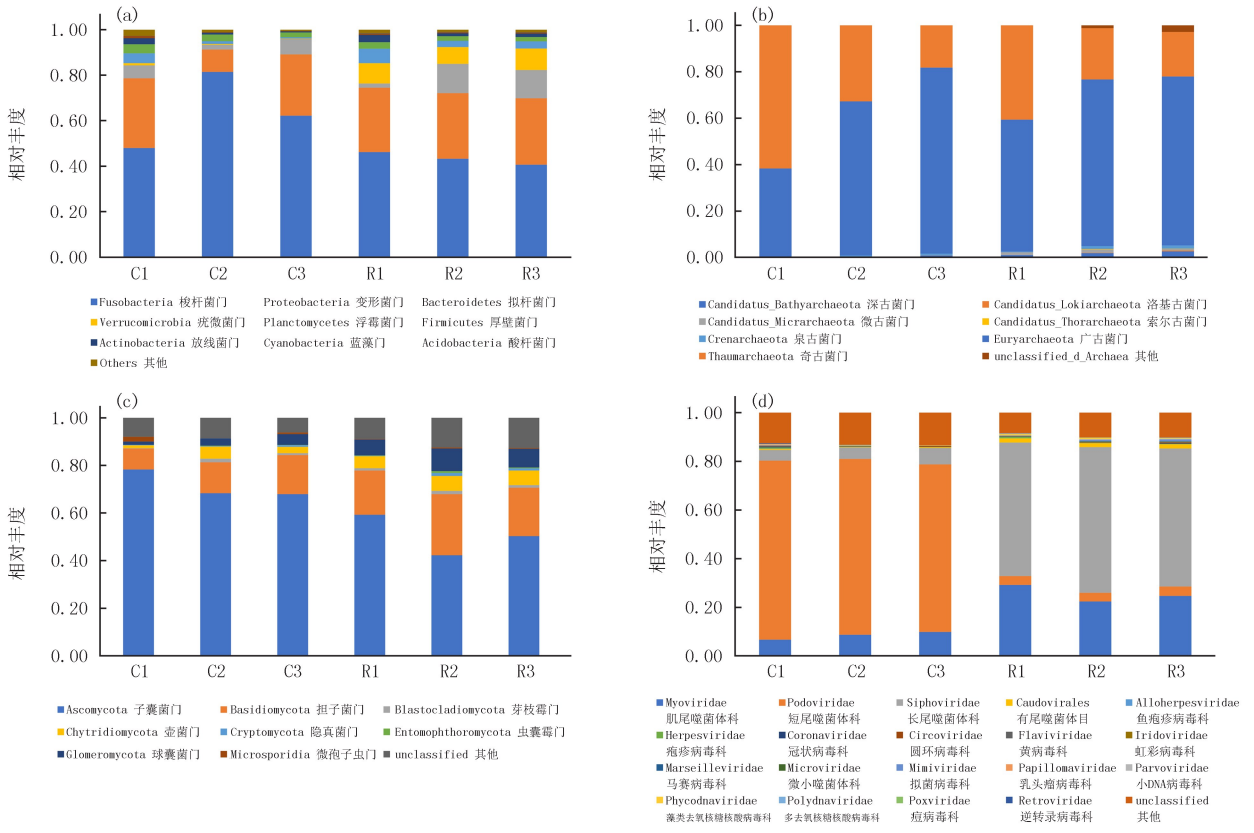 (a)
1.00
0.80
0.60
0.40
0.20
0.00
相对丰度
C1 C2 C3 R1 R2 R3
Fusobacteria 梭杆菌门 Proteobacteria 变形菌门 Bacteroidetes 拟杆菌门
Verrucomicrobia 疣微菌门 Planctomycetes 浮霉菌门 Firmicutes 厚壁菌门
Actinobacteria 放线菌门 Cyanobacteria 蓝藻门 Acidobacteria 酸杆菌门
Others 其他
(b)
1.00
0.80
0.60
0.40
0.20
0.00
相对丰度
C1 C2 C3 R1 R2 R3
Candidatus_Bathyarchaeota 深古菌门 Candidatus_Lokiarchaeota 洛基古菌门
Candidatus_Micrarchaeota 微古菌门 Candidatus_Thorarchaeota 索尔古菌门
Crenarchaeota 泉古菌门 Euryarchaeota 广古菌门
Thaumarchaeota 奇古菌门 unclassified_d_Archaea 其他
(c)
1.00
0.80
0.60
0.40
0.20
0.00
相对丰度
C1 C2 C3 R1 R2 R3
Ascomycota 子囊菌门 Basidiomycota 担子菌门 Blastocladiomycota 芽枝霉门
Chytridiomycota 壶菌门 Cryptomycota 隐真菌门 Entomophthoromycota 虫囊霉门
Glomeromycota 球囊菌门 Microsporidia 微孢子虫门 unclassified 其他
(d)
1.00
0.80
0.60
0.40
0.20
0.00
相对丰度
C1 C2 C3 R1 R2 R3
Myoviridae Podoviridae Siphoviridae Caudovirales Alloherpesviridae
肌尾噬菌体科 短尾噬菌体科 长尾噬菌体科 有尾噬菌体目 鱼疱疹病毒科
Herpesviridae Coronaviridae Circoviridae Flaviviridae Iridoviridae
疱疹病毒科 冠状病毒科 圆环病毒科 黄病毒科 虹彩病毒科
Marseilleviridae Microviridae Mimiviridae Papillomaviridae Parvoviridae
马赛病毒科 微小噬菌体科 拟菌病毒科 乳头瘤病毒科 小DNA病毒科
Phycodnaviridae Polydnaviridae Poxviridae Retroviridae unclassified
藻类去氧核糖核酸病毒科 多去氧核糖核酸病毒科 痘病毒科 逆转录病毒科 其他